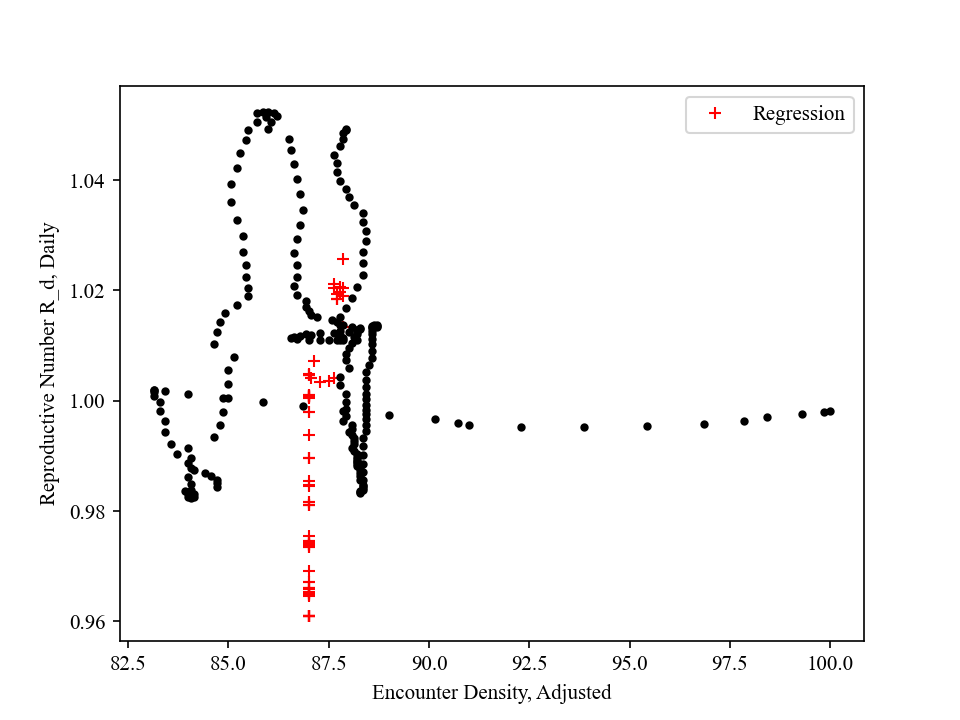 Regression
1.04
1.02
1.00
0.98
0.96
Reproductive Number R_d, Daily
82.5 85.0 87.5 90.0 92.5 95.0 97.5 100.0
Encounter Density, Adjusted